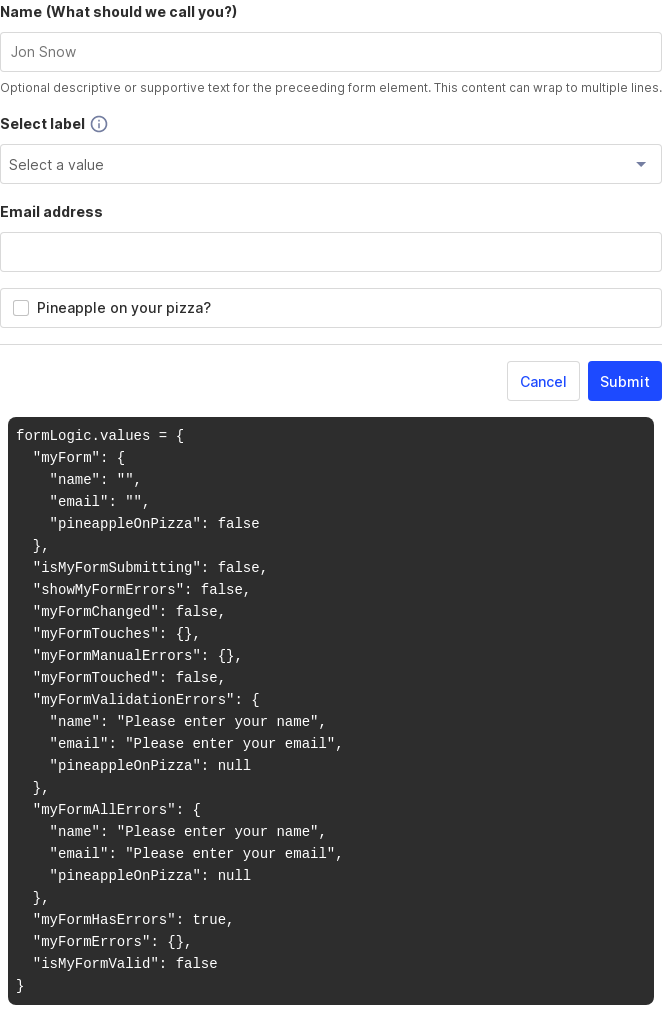 Name (What should we call you?)
Jon Snow
Optional descriptive or supportive text for the preceeding form element. This content can wrap to multiple lines.
Select label
Select a value
Email address
Pineapple on your pizza?
Cancel Submit
formLogic.values = {
  "myForm": {
    "name": "",
    "email": "",
    "pineappleOnPizza": false
  },
  "isMyFormSubmitting": false,
  "showMyFormErrors": false,
  "myFormChanged": false,
  "myFormTouches": {},
  "myFormManualErrors": {},
  "myFormTouched": false,
  "myFormValidationErrors": {
    "name": "Please enter your name",
    "email": "Please enter your email",
    "pineappleOnPizza": null
  },
  "myFormAllErrors": {
    "name": "Please enter your name",
    "email": "Please enter your email",
    "pineappleOnPizza": null
  },
  "myFormHasErrors": true,
  "myFormErrors": {},
  "isMyFormValid": false
}